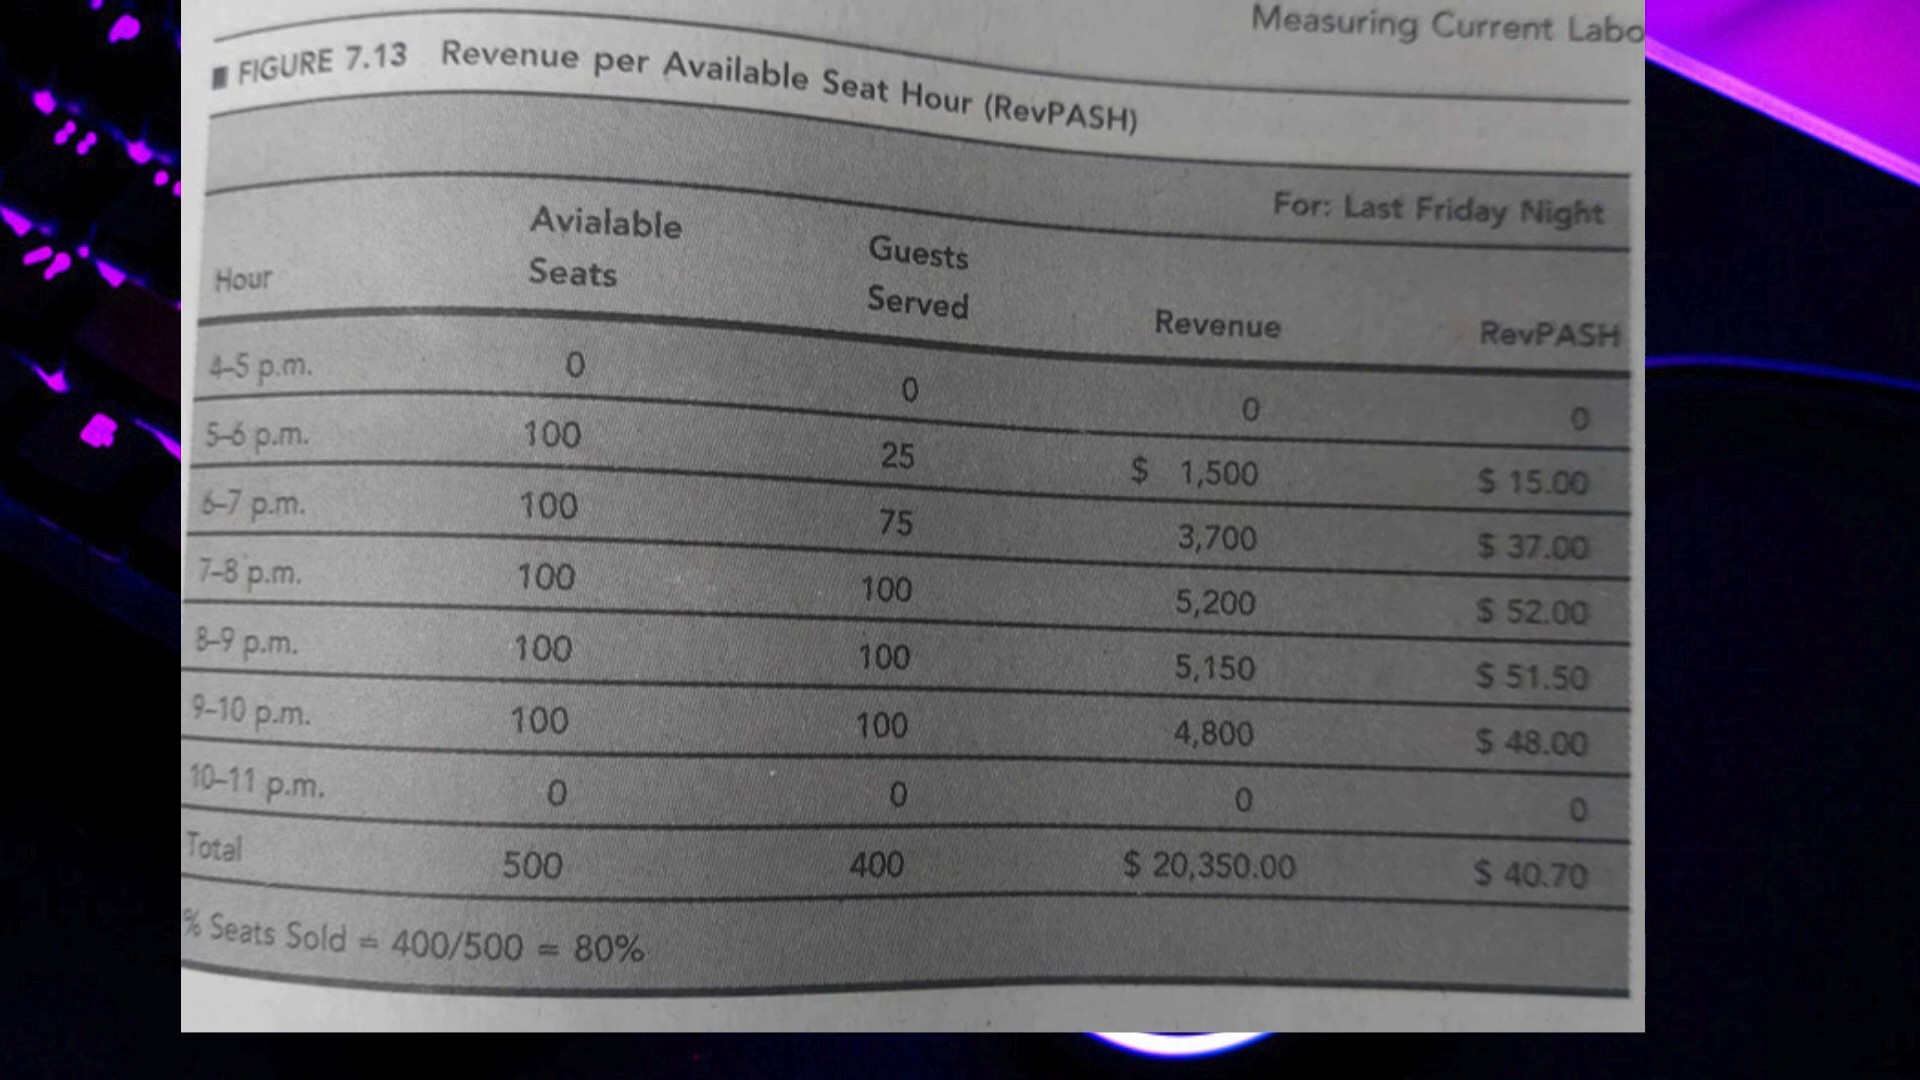 Measuring Current Labo
FIGURE 7.13 Revenue per Available Seat Hour (RevPASH)
For: Last Friday Night
Hour Avialable Seats Guests Served Revenue RevPASH
4–5 p.m. 0 0 0 0
5–6 p.m. 100 25 $ 1,500 $ 15.00
6–7 p.m. 100 75 3,700 $ 37.00
7–8 p.m. 100 100 5,200 $ 52.00
8–9 p.m. 100 100 5,150 $ 51.50
9–10 p.m. 100 100 4,800 $ 48.00
10–11 p.m. 0 0 0 0
Total 500 400 $ 20,350.00 $ 40.70
% Seats Sold = 400/500 = 80%